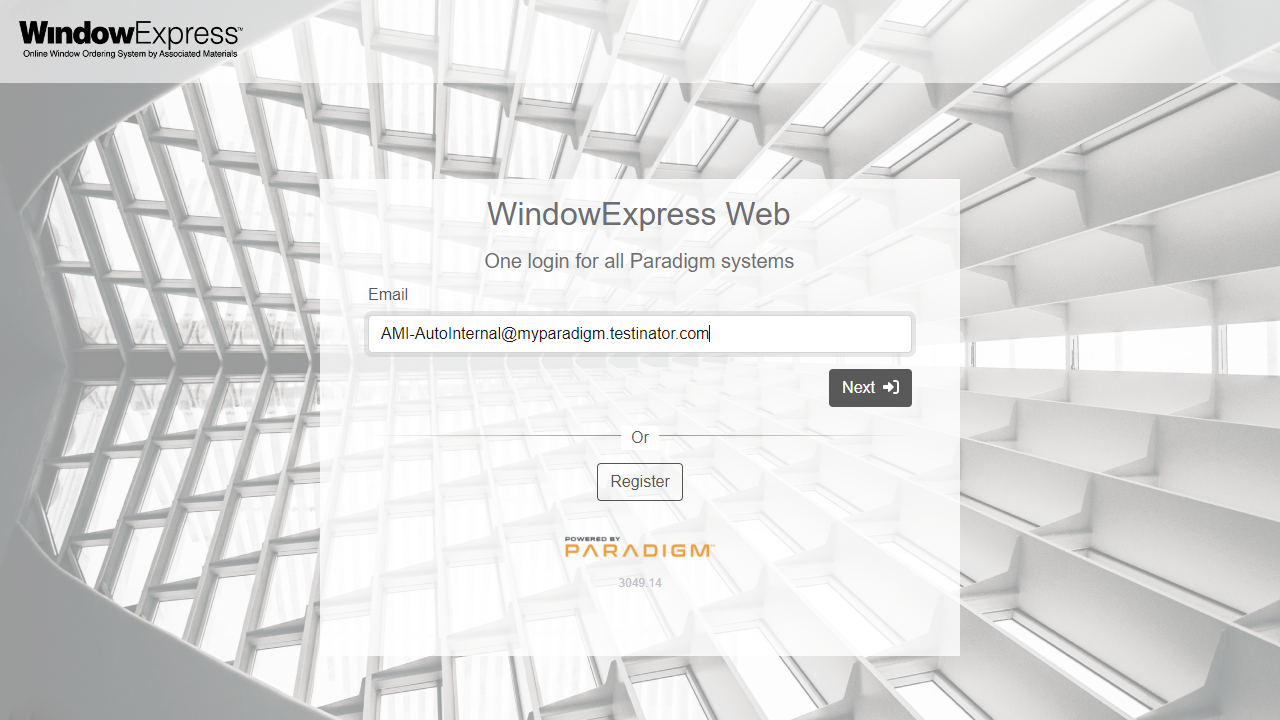 WindowExpress™
Online Window Ordering System by Associated Materials
WindowExpress Web
One login for all Paradigm systems
Email
AMI-AutoInternal@myparadigm.testinator.com
Next
Or
Register
POWERED BY
PARADIGM™
3049.14